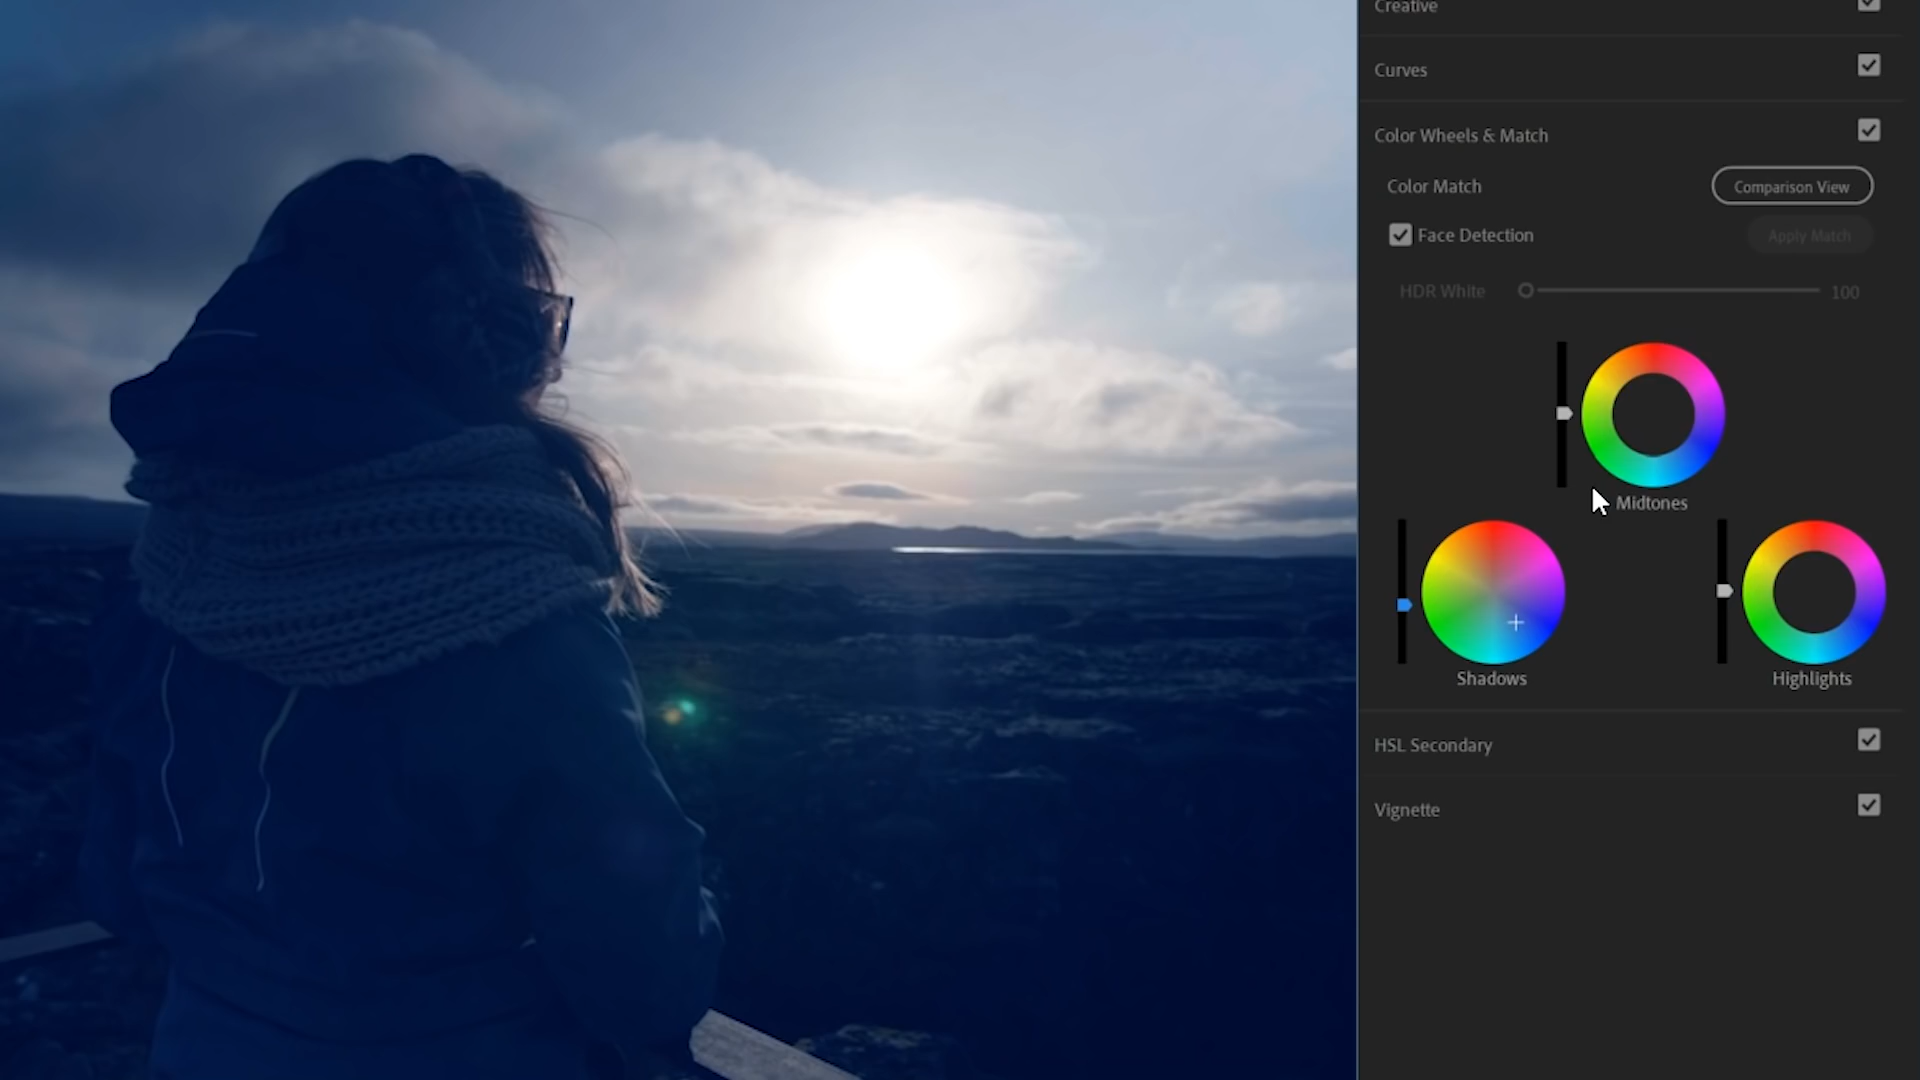 Creative
Curves
Color Wheels & Match
Color Match
Comparison View
Face Detection
Apply Match
HDR White
100
Midtones
Shadows
Highlights
HSL Secondary
Vignette